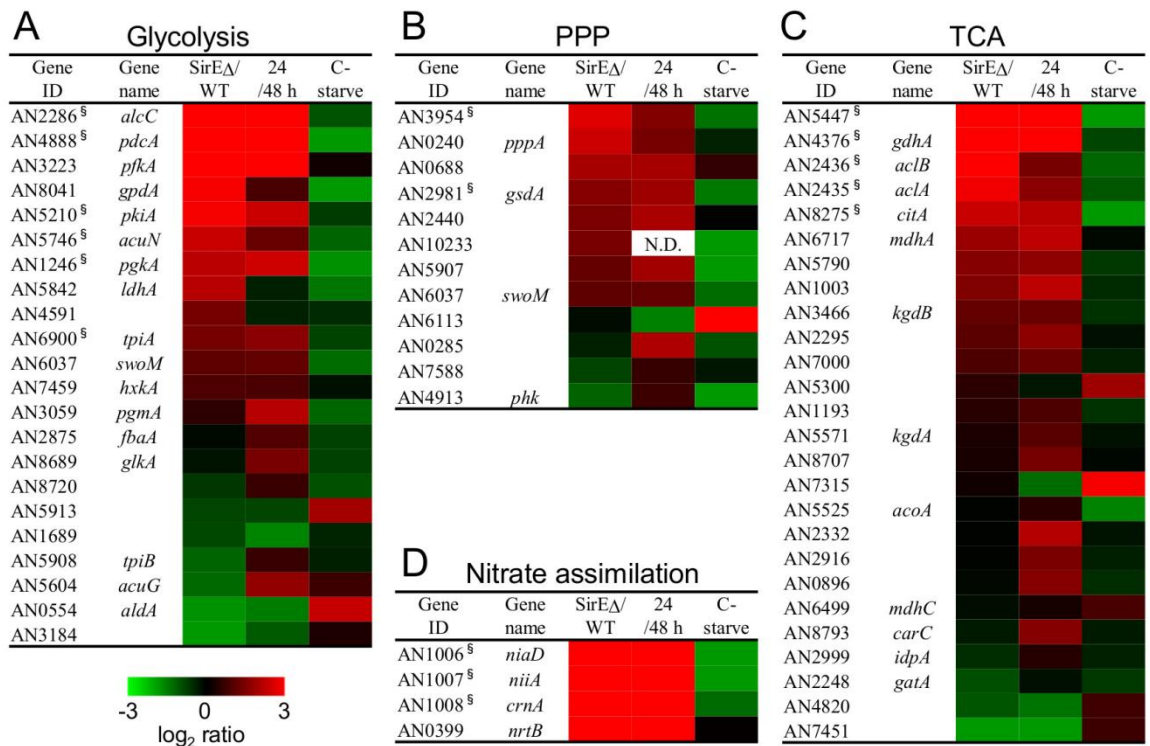 A Glycolysis
Gene Gene SirEΔ/ 24 C-
ID name WT /48 h starve
AN2286 § alcC
AN4888 § pdcA
AN3223 pfkA
AN8041 gpdA
AN5210 § pkiA
AN5746 § acuN
AN1246 § pgkA
AN5842 ldhA
AN4591
AN6900 § tpiA
AN6037 swoM
AN7459 hxkA
AN3059 pgmA
AN2875 fbaA
AN8689 glkA
AN8720
AN5913
AN1689
AN5908 tpiB
AN5604 acuG
AN0554 aldA
AN3184
-3 0 3
log2 ratio
B PPP
Gene Gene SirEΔ/ 24 C-
ID name WT /48 h starve
AN3954 §
AN0240 pppA
AN0688
AN2981 § gsdA
AN2440
AN10233 N.D.
AN5907
AN6037 swoM
AN6113
AN0285
AN7588
AN4913 phk
D Nitrate assimilation
Gene Gene SirEΔ/ 24 C-
ID name WT /48 h starve
AN1006 § niaD
AN1007 § niiA
AN1008 § crnA
AN0399 nrtB
C TCA
Gene Gene SirEΔ/ 24 C-
ID name WT /48 h starve
AN5447 §
AN4376 § gdhA
AN2436 § aclB
AN2435 § aclA
AN8275 § citA
AN6717 mdhA
AN5790
AN1003
AN3466 kgdB
AN2295
AN7000
AN5300
AN1193
AN5571 kgdA
AN8707
AN7315
AN5525 acoA
AN2332
AN2916
AN0896
AN6499 mdhC
AN8793 carC
AN2999 idpA
AN2248 gatA
AN4820
AN7451